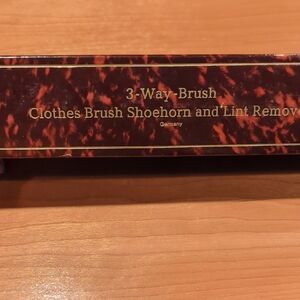 3-Way-Brush
Clothes Brush Shoehorn and Lint Remov
Germany